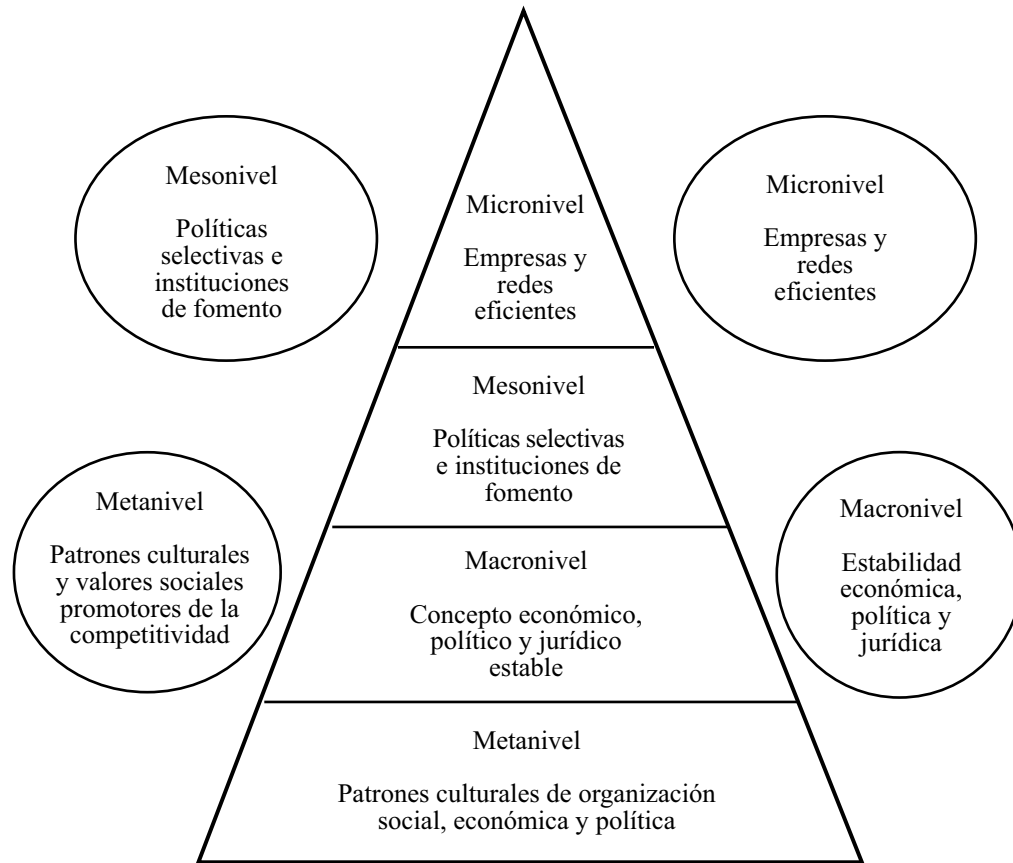 Mesonivel
Políticas
selectivas e
instituciones
de fomento
Micronivel
Empresas y
redes
eficientes
Micronivel
Empresas y
redes
eficientes
Mesonivel
Políticas selectivas
e instituciones de
fomento
Metanivel
Patrones culturales
y valores sociales
promotores de la
competitividad
Macronivel
Concepto económico,
político y jurídico
estable
Macronivel
Estabilidad
económica,
política y
jurídica
Metanivel
Patrones culturales de organización
social, económica y política